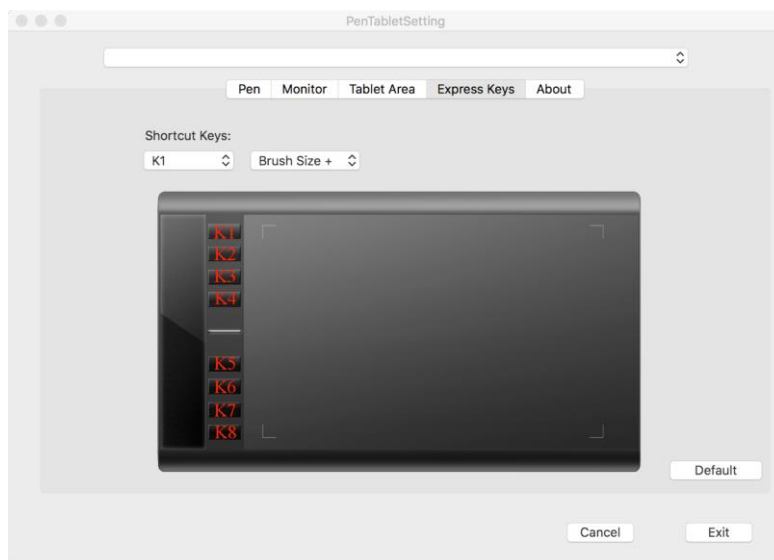 PenTabletSetting
Pen Monitor Tablet Area Express Keys About
Shortcut Keys:
K1 Brush Size +
K1
K2
K3
K4
K5
K6
K7
K8
Default
Cancel Exit